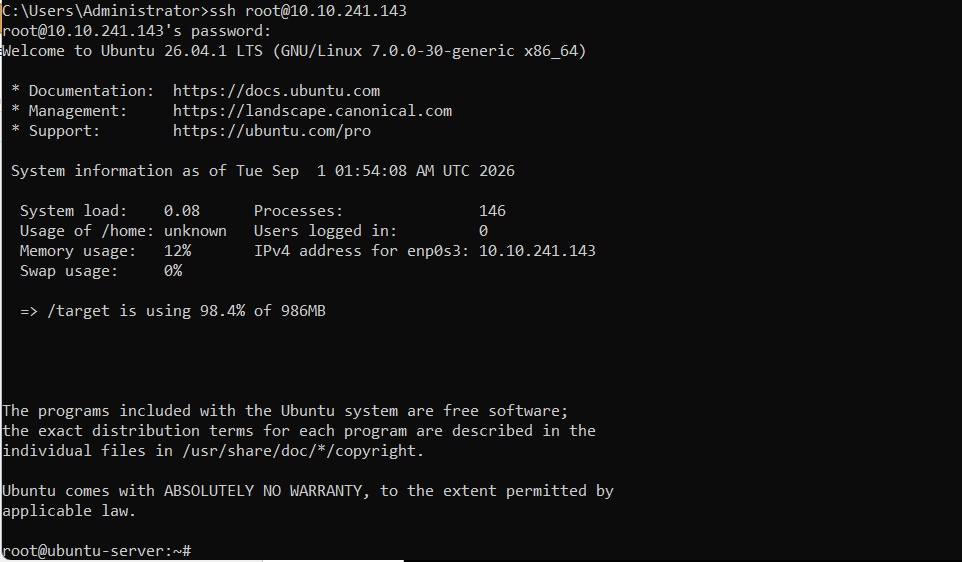 C:\Users\Administrator>ssh root@10.10.241.143
root@10.10.241.143's password:
Welcome to Ubuntu 26.04.1 LTS (GNU/Linux 7.0.0-30-generic x86_64)

 * Documentation:  https://docs.ubuntu.com
 * Management:     https://landscape.canonical.com
 * Support:        https://ubuntu.com/pro

 System information as of Tue Sep  1 01:54:08 AM UTC 2026

  System load:    0.08      Processes:               146
  Usage of /home: unknown   Users logged in:         0
  Memory usage:   12%       IPv4 address for enp0s3: 10.10.241.143
  Swap usage:     0%

  => /target is using 98.4% of 986MB

The programs included with the Ubuntu system are free software;
the exact distribution terms for each program are described in the
individual files in /usr/share/doc/*/copyright.

Ubuntu comes with ABSOLUTELY NO WARRANTY, to the extent permitted by
applicable law.

root@ubuntu-server:~#